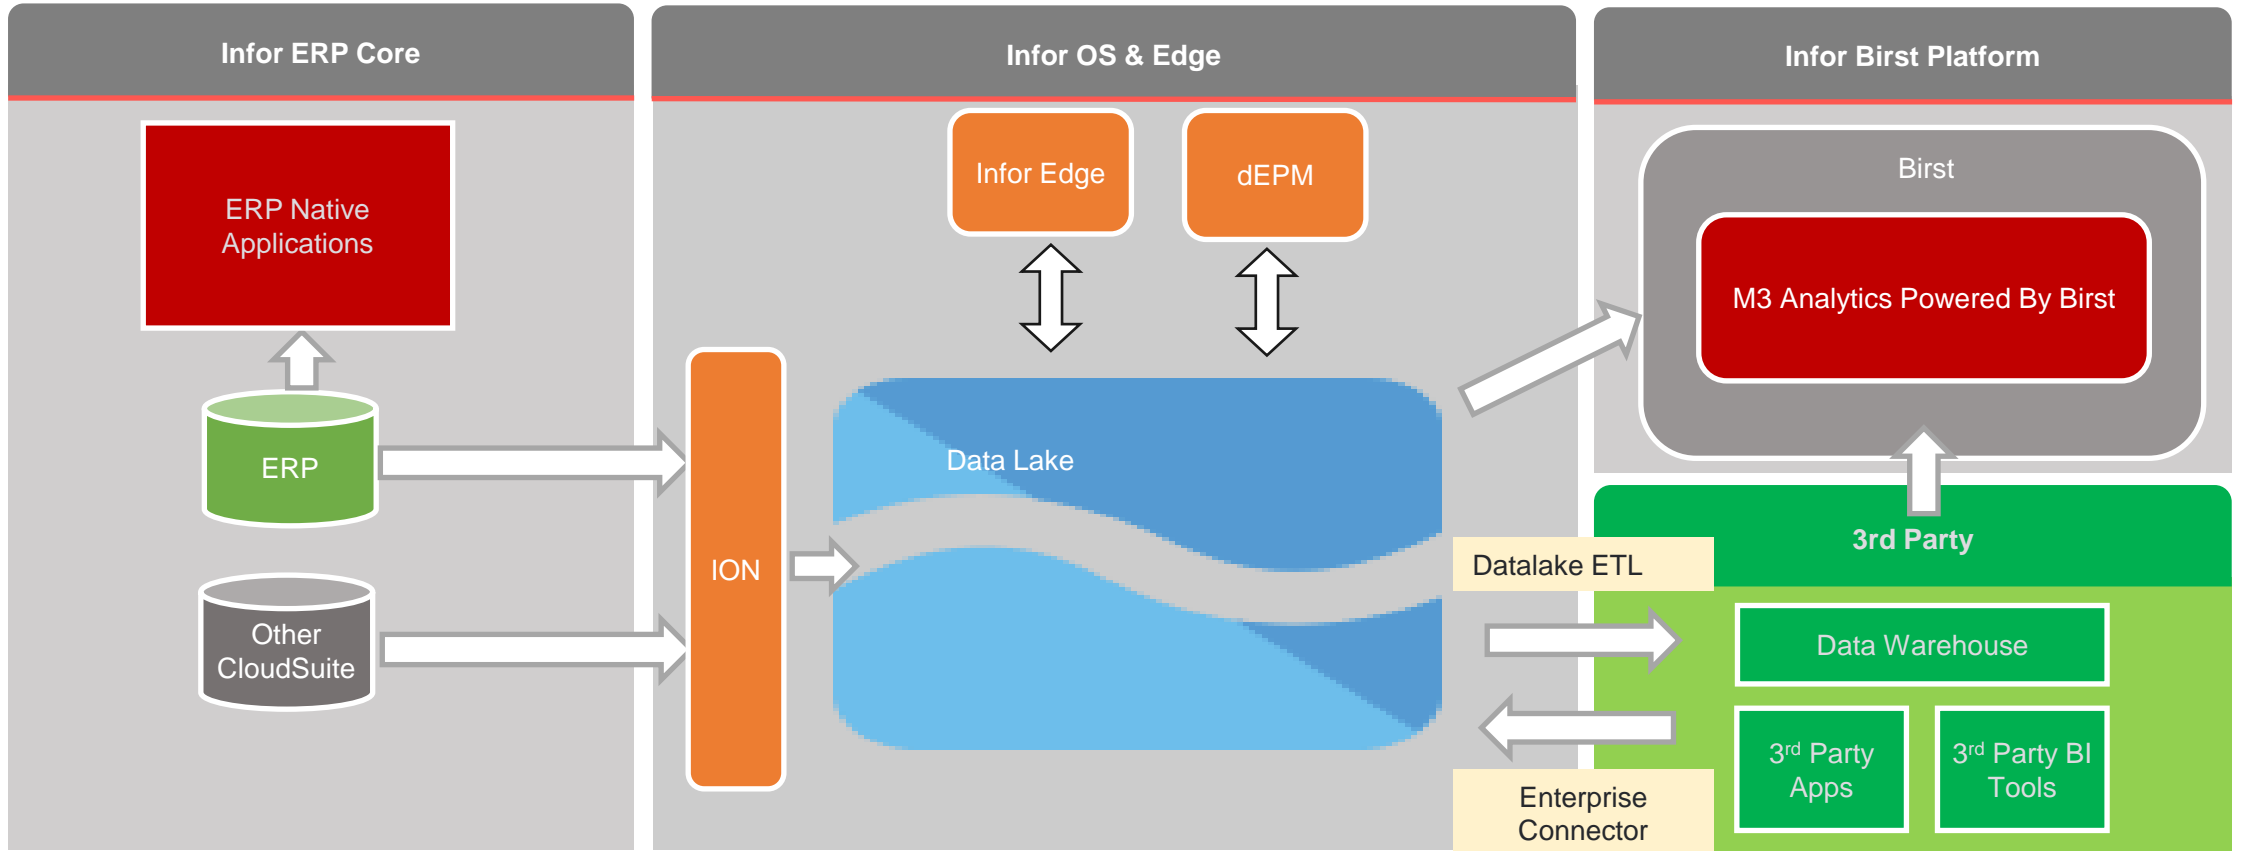 Infor ERP Core
Infor OS & Edge
Infor Birst Platform
ERP Native
Applications
Infor Edge
dEPM
Birst
M3 Analytics Powered By Birst
ERP
Data Lake
ION
Other
CloudSuite
Datalake ETL
3rd Party
Data Warehouse
3rd Party
Apps
3rd Party BI
Tools
Enterprise
Connector